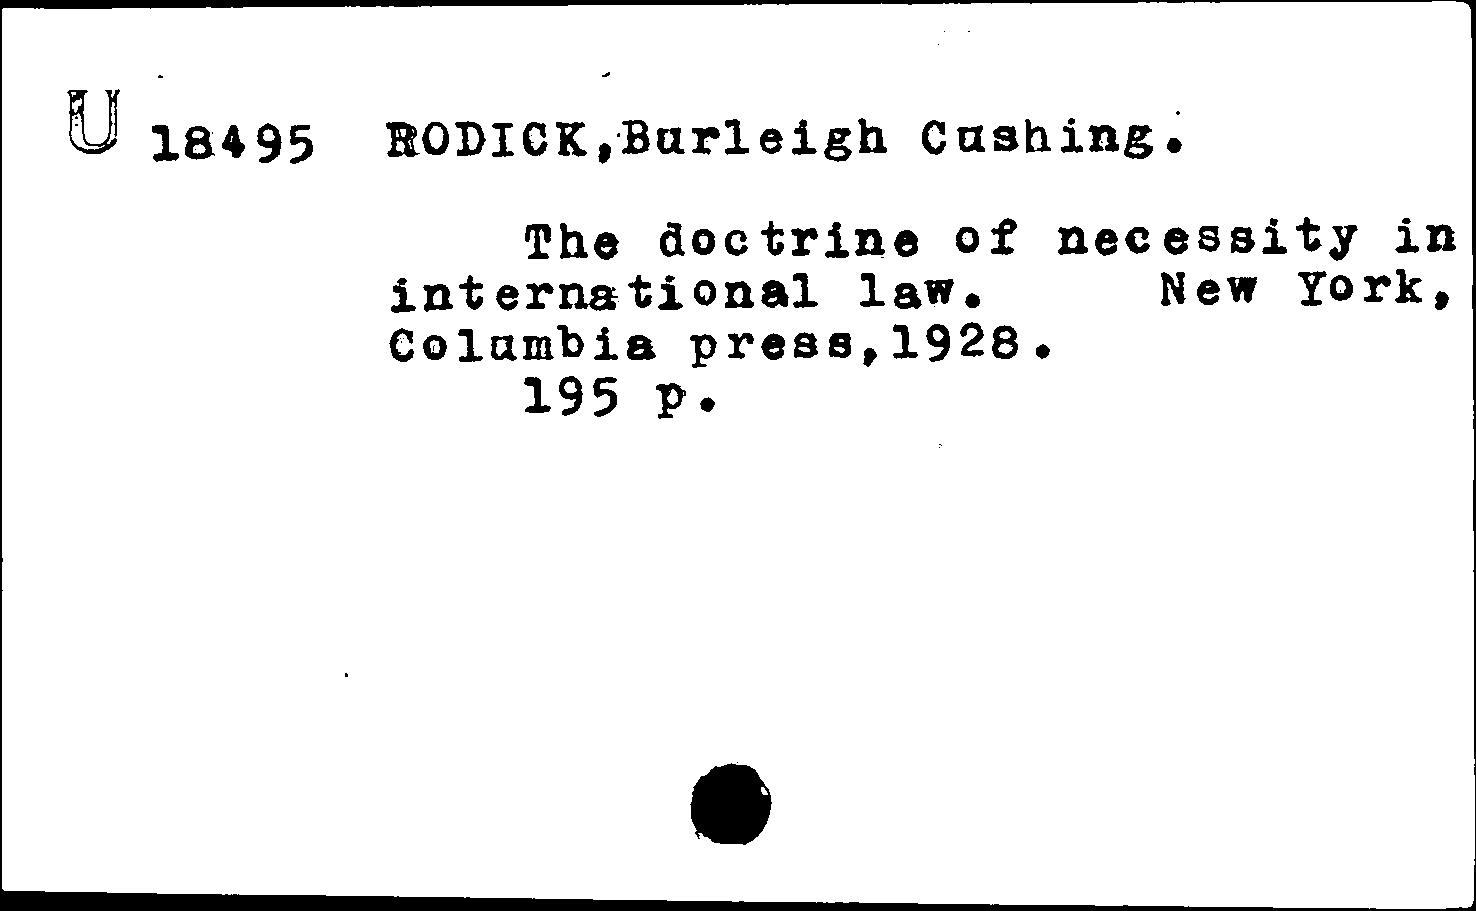 U 18495 RODICK,Burleigh Cushing.
The doctrine of necessity in
international law. New York,
Columbia press,1928.
195 p.